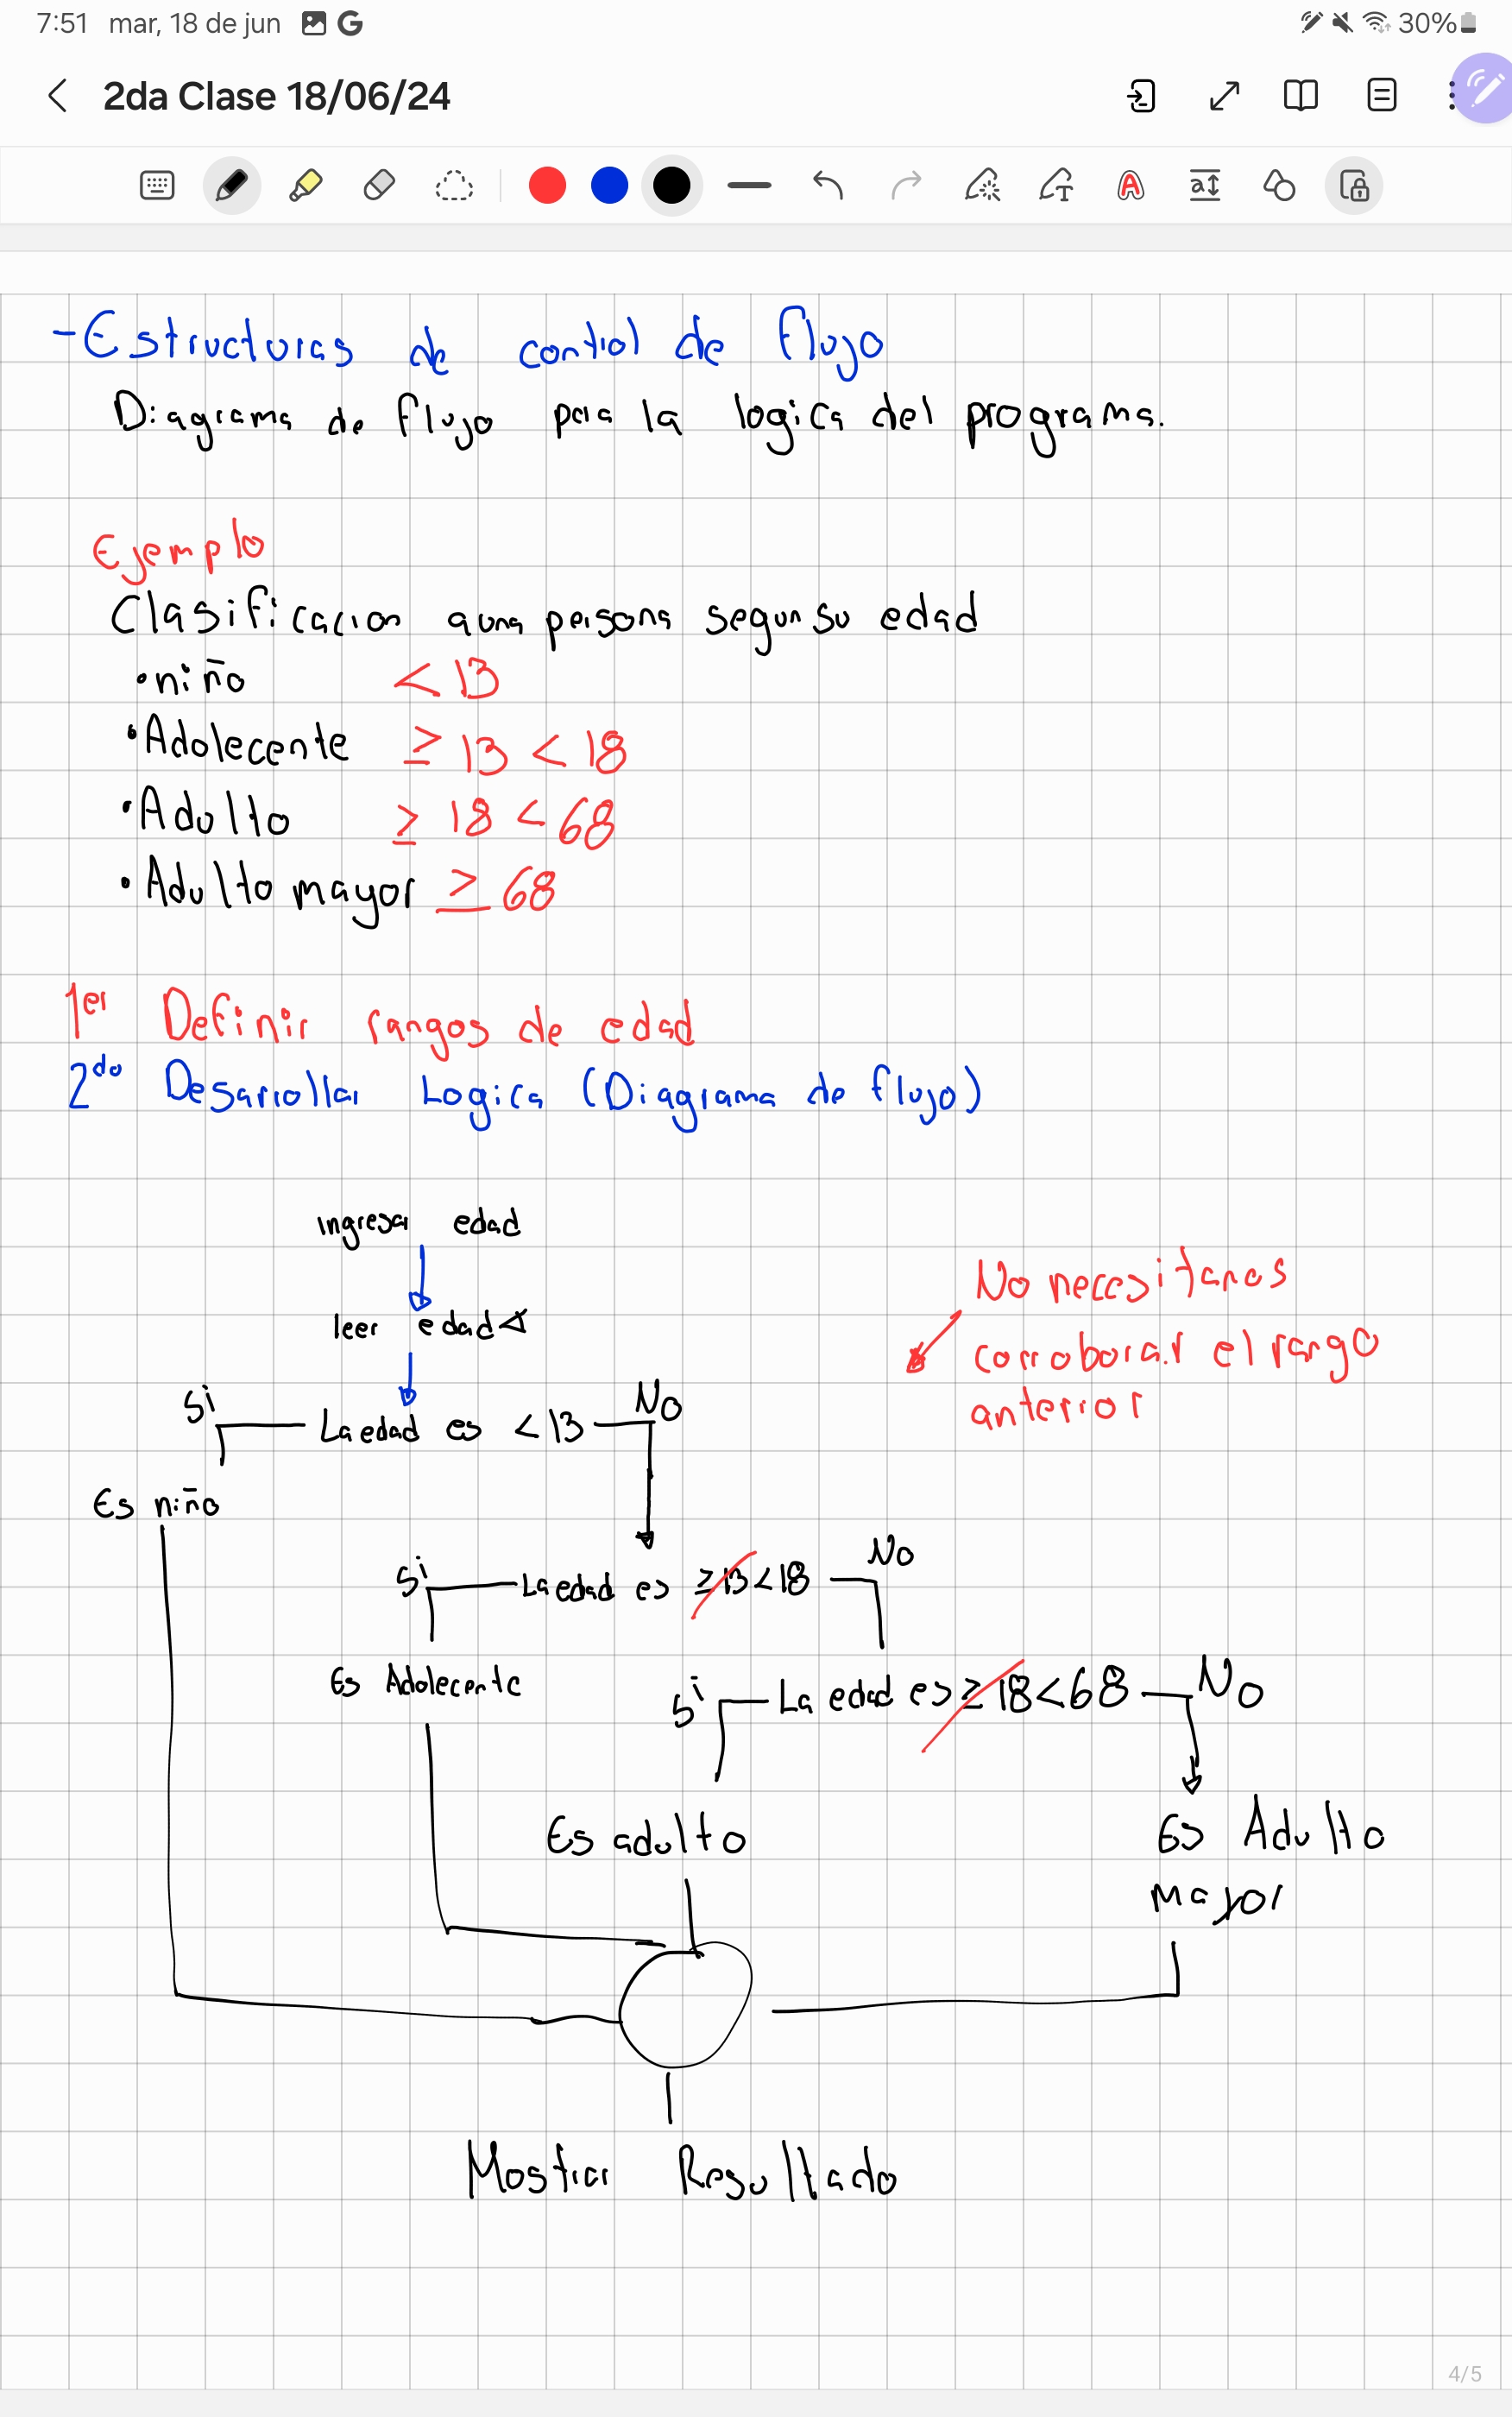 7:51 mar, 18 de jun G 30%
2da Clase 18/06/24
-Estructuras de control de flujo
Diagrama de flujo para la logica del programa.
Ejemplo
Clasificacion a una persona segun su edad
•niño < 13
•Adolecente ≥ 13 < 18
•Adulto ≥ 18 < 68
•Adulto mayor ≥ 68
1er Definir rangos de edad
2do Desarrollar Logica (Diagrama de flujo)
ingresar edad
leer edad
No necesitamos
corroborar el rango
anterior
Si La edad es <13 No
Es niño
Si La edad es ≥13<18 No
Es Adolecente
Si La edad es ≥18<68 No
Es adulto
Es Adulto
Mayor
Mostrar Resultado
4/5